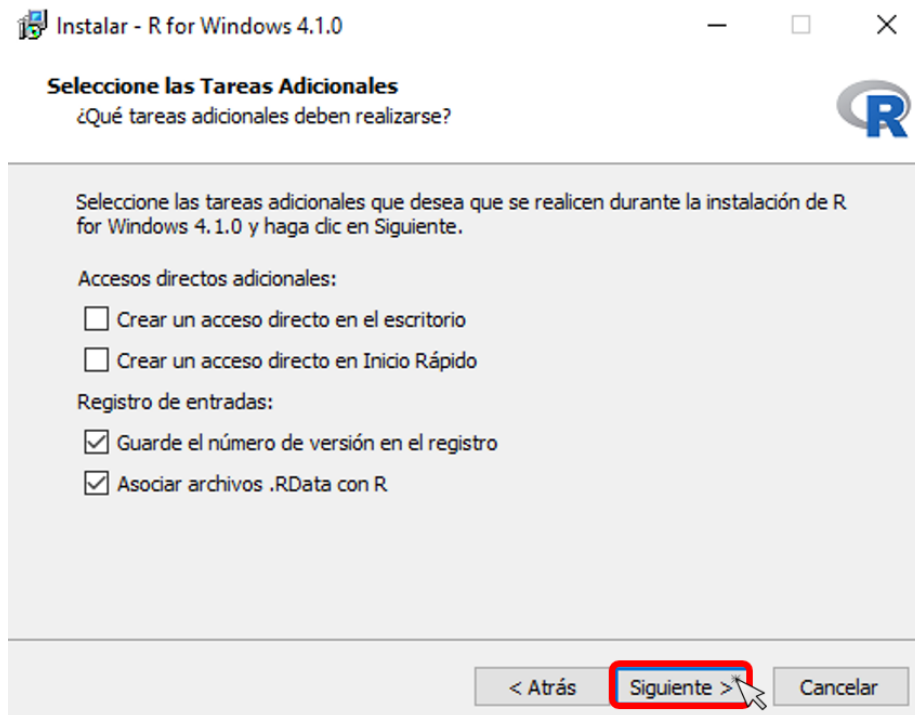 Instalar - R for Windows 4.1.0
Seleccione las Tareas Adicionales
¿Qué tareas adicionales deben realizarse?
R
Seleccione las tareas adicionales que desea que se realicen durante la instalación de R
for Windows 4.1.0 y haga clic en Siguiente.
Accesos directos adicionales:
Crear un acceso directo en el escritorio
Crear un acceso directo en Inicio Rápido
Registro de entradas:
Guarde el número de versión en el registro
Asociar archivos .RData con R
< Atrás
Siguiente >
Cancelar